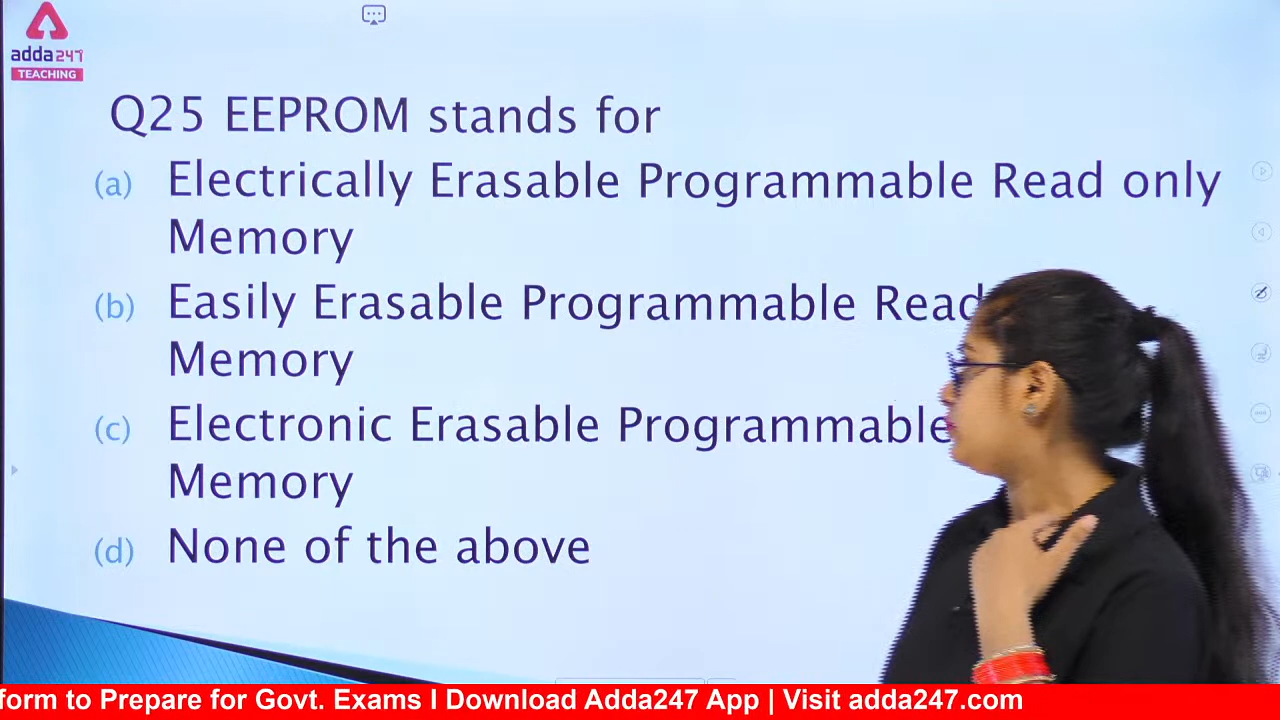 adda247
TEACHING
Q25 EEPROM stands for
(a) Electrically Erasable Programmable Read only
Memory
(b) Easily Erasable Programmable Read
Memory
(c) Electronic Erasable Programmable
Memory
(d) None of the above
form to Prepare for Govt. Exams I Download Adda247 App | Visit adda247.com